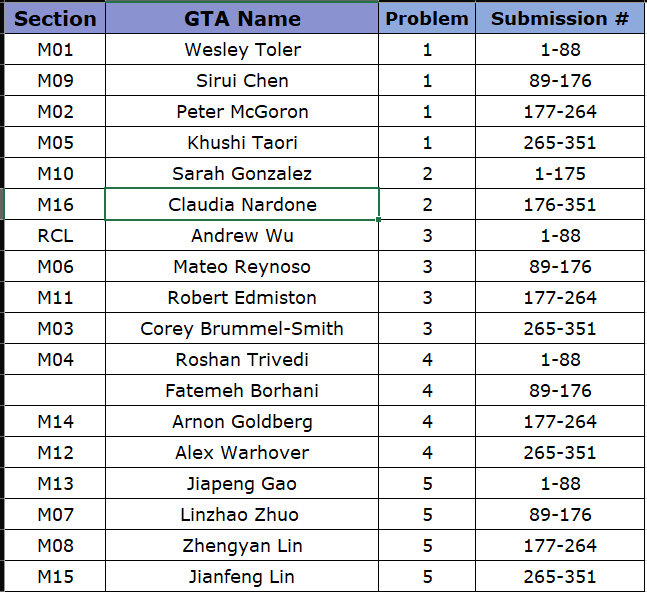 Section GTA Name Problem Submission #
M01 Wesley Toler 1 1-88
M09 Sirui Chen 1 89-176
M02 Peter McGoron 1 177-264
M05 Khushi Taori 1 265-351
M10 Sarah Gonzalez 2 1-175
M16 Claudia Nardone 2 176-351
RCL Andrew Wu 3 1-88
M06 Mateo Reynoso 3 89-176
M11 Robert Edmiston 3 177-264
M03 Corey Brummel-Smith 3 265-351
M04 Roshan Trivedi 4 1-88
Fatemeh Borhani 4 89-176
M14 Arnon Goldberg 4 177-264
M12 Alex Warhover 4 265-351
M13 Jiapeng Gao 5 1-88
M07 Linzhao Zhuo 5 89-176
M08 Zhengyan Lin 5 177-264
M15 Jianfeng Lin 5 265-351